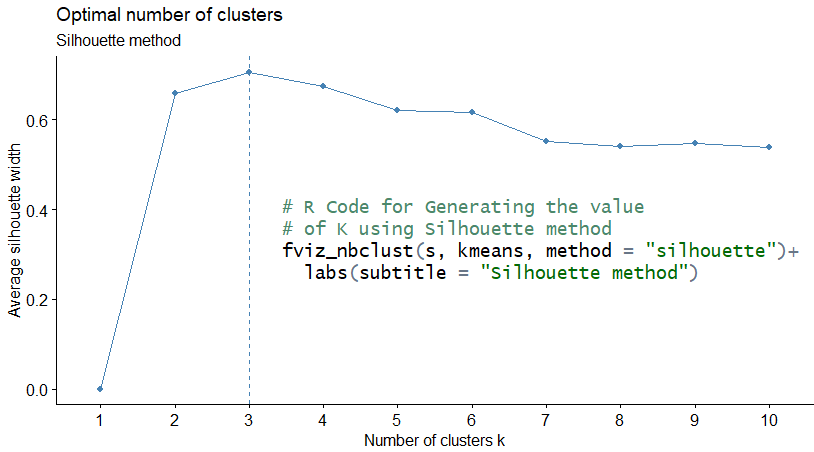 Optimal number of clusters
Silhouette method
Average silhouette width
0.6
0.4
0.2
0.0
# R Code for Generating the value
# of K using Silhouette method
fviz_nbclust(s, kmeans, method = "silhouette")+
  labs(subtitle = "Silhouette method")
1 2 3 4 5 6 7 8 9 10
Number of clusters k